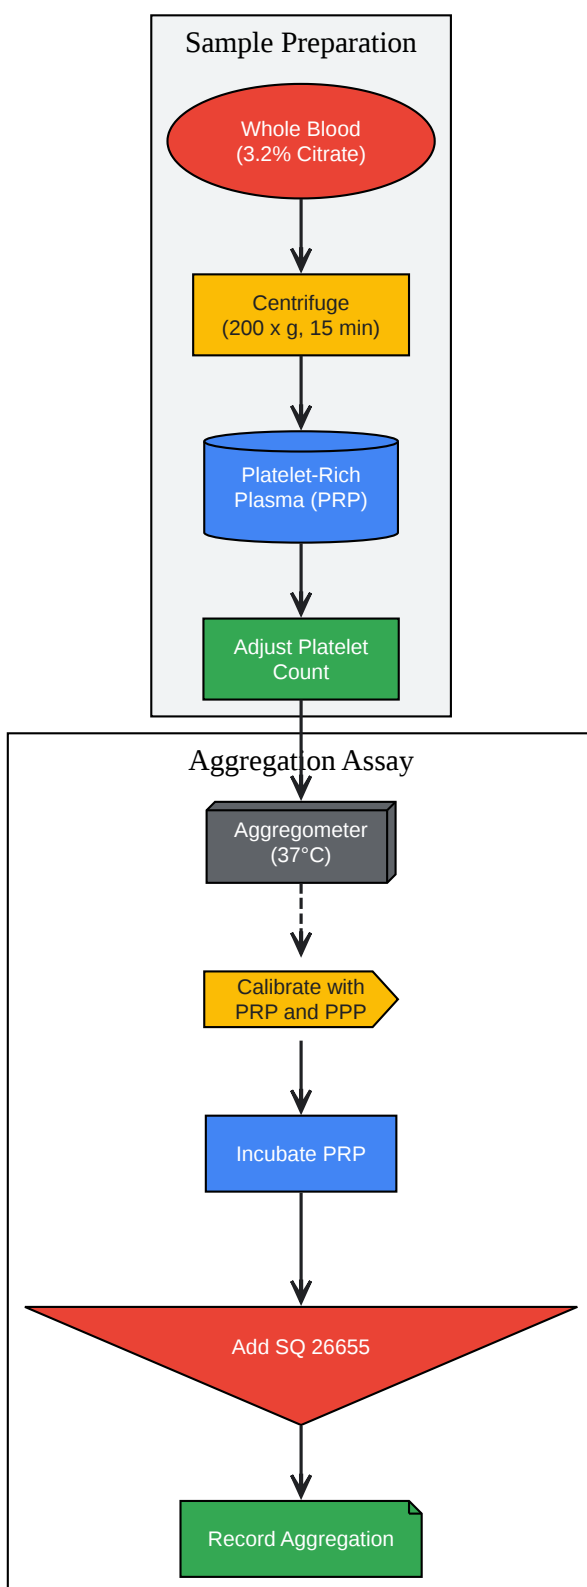 Sample Preparation
Whole Blood
(3.2% Citrate)
Centrifuge
(200 x g, 15 min)
Platelet-Rich
Plasma (PRP)
Adjust Platelet
Count
Aggregation Assay
Aggregometer
(37°C)
Calibrate with
PRP and PPP
Incubate PRP
Add SQ 26655
Record Aggregation